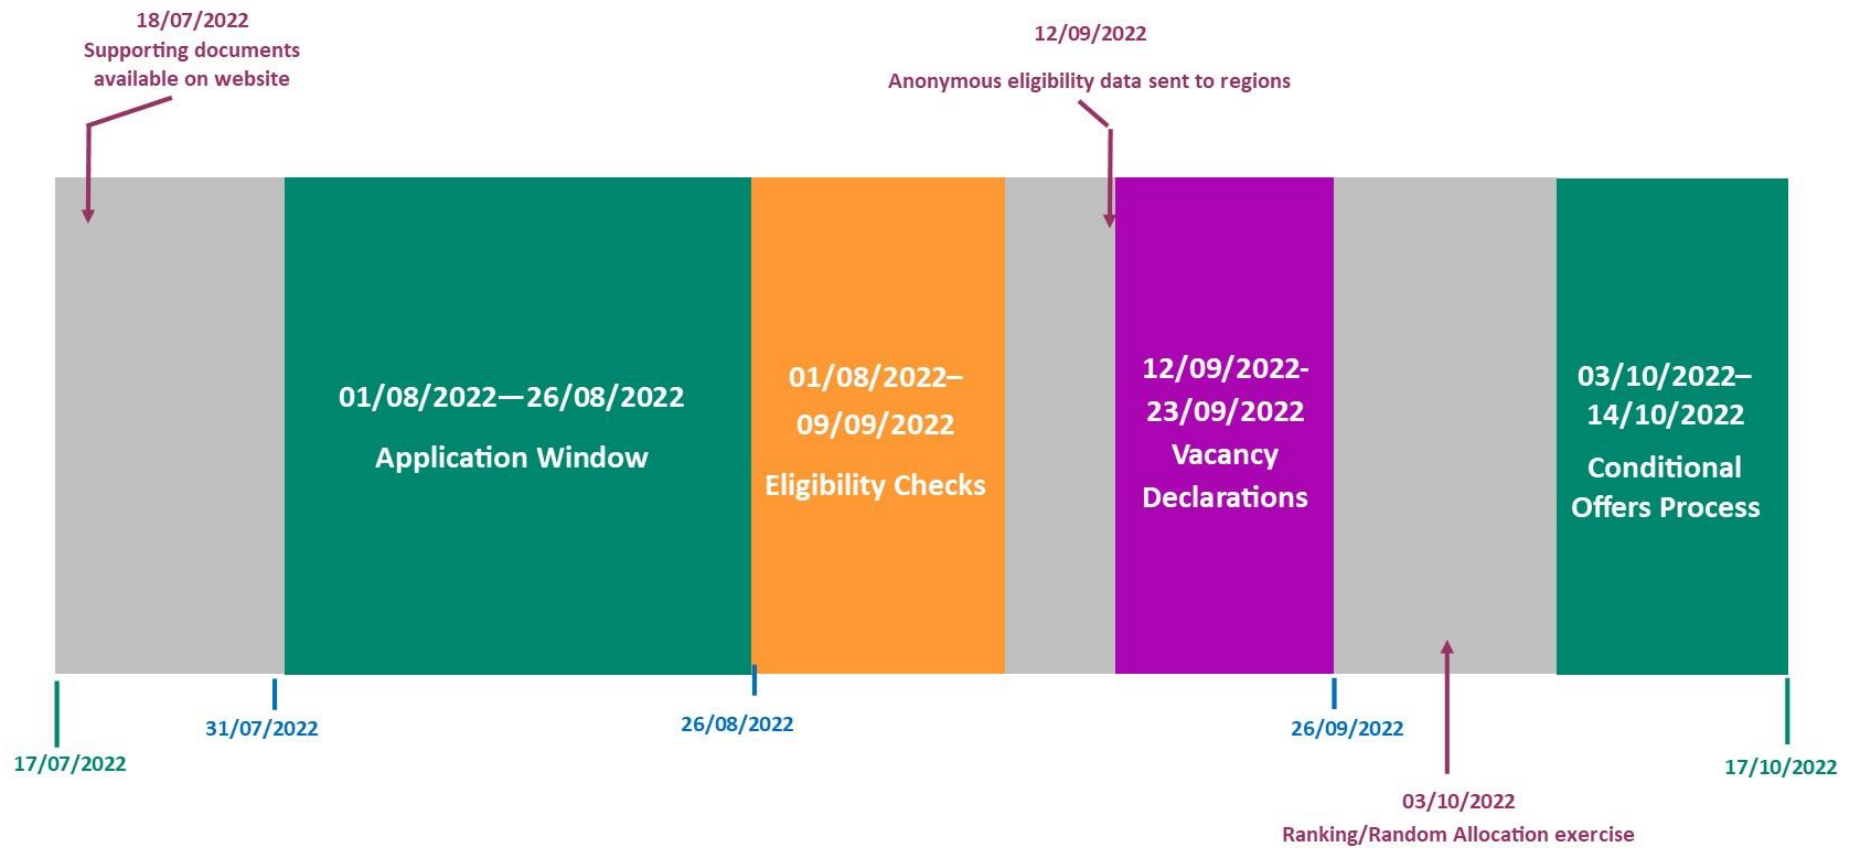 18/07/2022
Supporting documents
available on website
12/09/2022
Anonymous eligibility data sent to regions
01/08/2022—26/08/2022
Application Window
01/08/2022–
09/09/2022
Eligibility Checks
12/09/2022-
23/09/2022
Vacancy
Declarations
03/10/2022–
14/10/2022
Conditional
Offers Process
17/07/2022
31/07/2022
26/08/2022
26/09/2022
17/10/2022
03/10/2022
Ranking/Random Allocation exercise